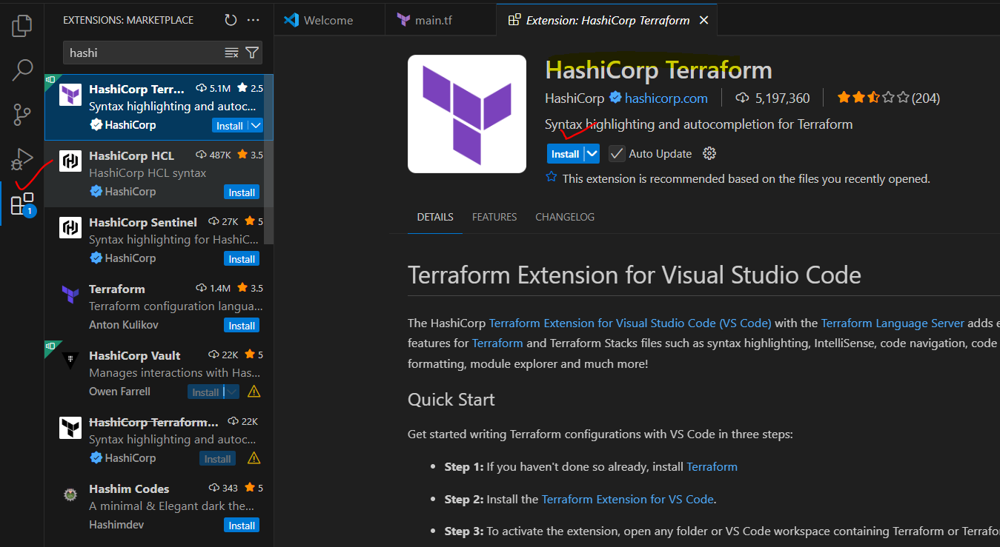 EXTENSIONS: MARKETPLACE
hashi
HashiCorp Terr... 5.1M 2.5
Syntax highlighting and autoc...
HashiCorp Install
HashiCorp HCL 487K 3.5
HashiCorp HCL syntax
HashiCorp Install
1
HashiCorp Sentinel 27K 5
Syntax highlighting for HashiC...
HashiCorp Install
Terraform 1.4M 3.5
Terraform configuration langua...
Anton Kulikov Install
HashiCorp Vault 22K 5
Manages interactions with Has...
Owen Farrell Install
HashiCorp Terraform... 22K
Syntax highlighting and autoc...
HashiCorp Install
Hashim Codes 343 5
A minimal & Elegant dark the...
Hashimdev Install
Welcome main.tf Extension: HashiCorp Terraform
HashiCorp Terraform
HashiCorp hashicorp.com 5,197,360 (204)
Syntax highlighting and autocompletion for Terraform
Install Auto Update
This extension is recommended based on the files you recently opened.
DETAILS FEATURES CHANGELOG
Terraform Extension for Visual Studio Code
The HashiCorp Terraform Extension for Visual Studio Code (VS Code) with the Terraform Language Server adds
features for Terraform and Terraform Stacks files such as syntax highlighting, IntelliSense, code navigation, code
formatting, module explorer and much more!
Quick Start
Get started writing Terraform configurations with VS Code in three steps:
• Step 1: If you haven't done so already, install Terraform
• Step 2: Install the Terraform Extension for VS Code.
• Step 3: To activate the extension, open any folder or VS Code workspace containing Terraform or Terrafo